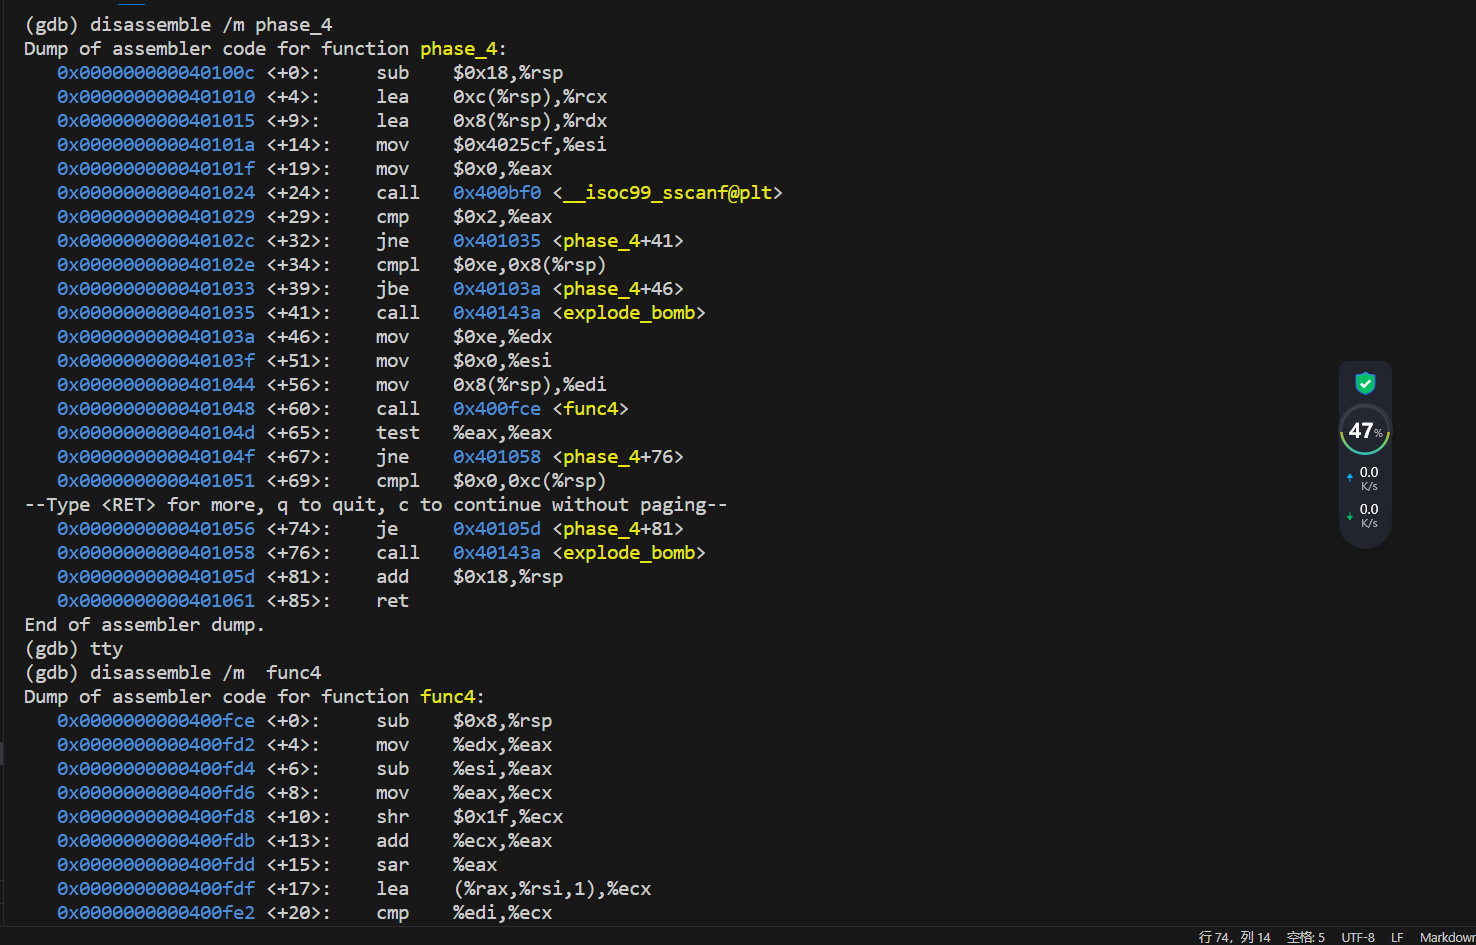 (gdb) disassemble /m phase_4
Dump of assembler code for function phase_4:
0x000000000040100c <+0>: sub $0x18,%rsp
0x0000000000401010 <+4>: lea 0xc(%rsp),%rcx
0x0000000000401015 <+9>: lea 0x8(%rsp),%rdx
0x000000000040101a <+14>: mov $0x4025cf,%esi
0x000000000040101f <+19>: mov $0x0,%eax
0x0000000000401024 <+24>: call 0x400bf0 <__isoc99_sscanf@plt>
0x0000000000401029 <+29>: cmp $0x2,%eax
0x000000000040102c <+32>: jne 0x401035 <phase_4+41>
0x000000000040102e <+34>: cmpl $0xe,0x8(%rsp)
0x0000000000401033 <+39>: jbe 0x40103a <phase_4+46>
0x0000000000401035 <+41>: call 0x40143a <explode_bomb>
0x000000000040103a <+46>: mov $0xe,%edx
0x000000000040103f <+51>: mov $0x0,%esi
0x0000000000401044 <+56>: mov 0x8(%rsp),%edi
0x0000000000401048 <+60>: call 0x400fce <func4>
0x000000000040104d <+65>: test %eax,%eax
0x000000000040104f <+67>: jne 0x401058 <phase_4+76>
0x0000000000401051 <+69>: cmpl $0x0,0xc(%rsp)
--Type <RET> for more, q to quit, c to continue without paging--
0x0000000000401056 <+74>: je 0x40105d <phase_4+81>
0x0000000000401058 <+76>: call 0x40143a <explode_bomb>
0x000000000040105d <+81>: add $0x18,%rsp
0x0000000000401061 <+85>: ret
End of assembler dump.
(gdb) tty
(gdb) disassemble /m  func4
Dump of assembler code for function func4:
0x0000000000400fce <+0>: sub $0x8,%rsp
0x0000000000400fd2 <+4>: mov %edx,%eax
0x0000000000400fd4 <+6>: sub %esi,%eax
0x0000000000400fd6 <+8>: mov %eax,%ecx
0x0000000000400fd8 <+10>: shr $0x1f,%ecx
0x0000000000400fdb <+13>: add %ecx,%eax
0x0000000000400fdd <+15>: sar %eax
0x0000000000400fdf <+17>: lea (%rax,%rsi,1),%ecx
0x0000000000400fe2 <+20>: cmp %edi,%ecx
47%
0.0
K/s
0.0
K/s
行 74，列 14 空格: 5 UTF-8 LF Markdown